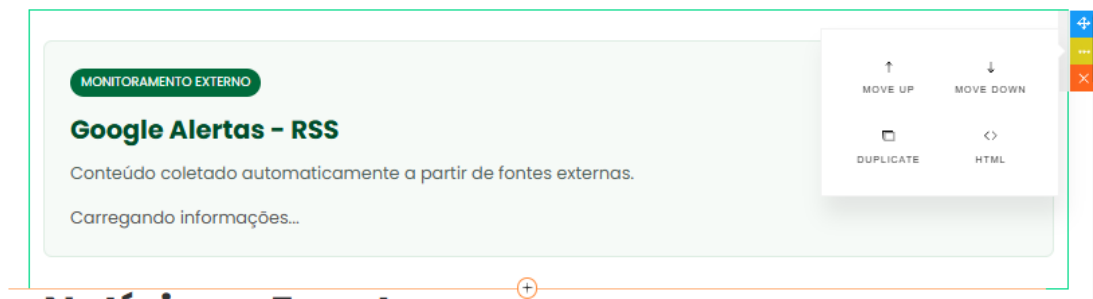 MONITORAMENTO EXTERNO
Google Alertas - RSS
Conteúdo coletado automaticamente a partir de fontes externas.
Carregando informações...
MOVE UP
MOVE DOWN
DUPLICATE
HTML